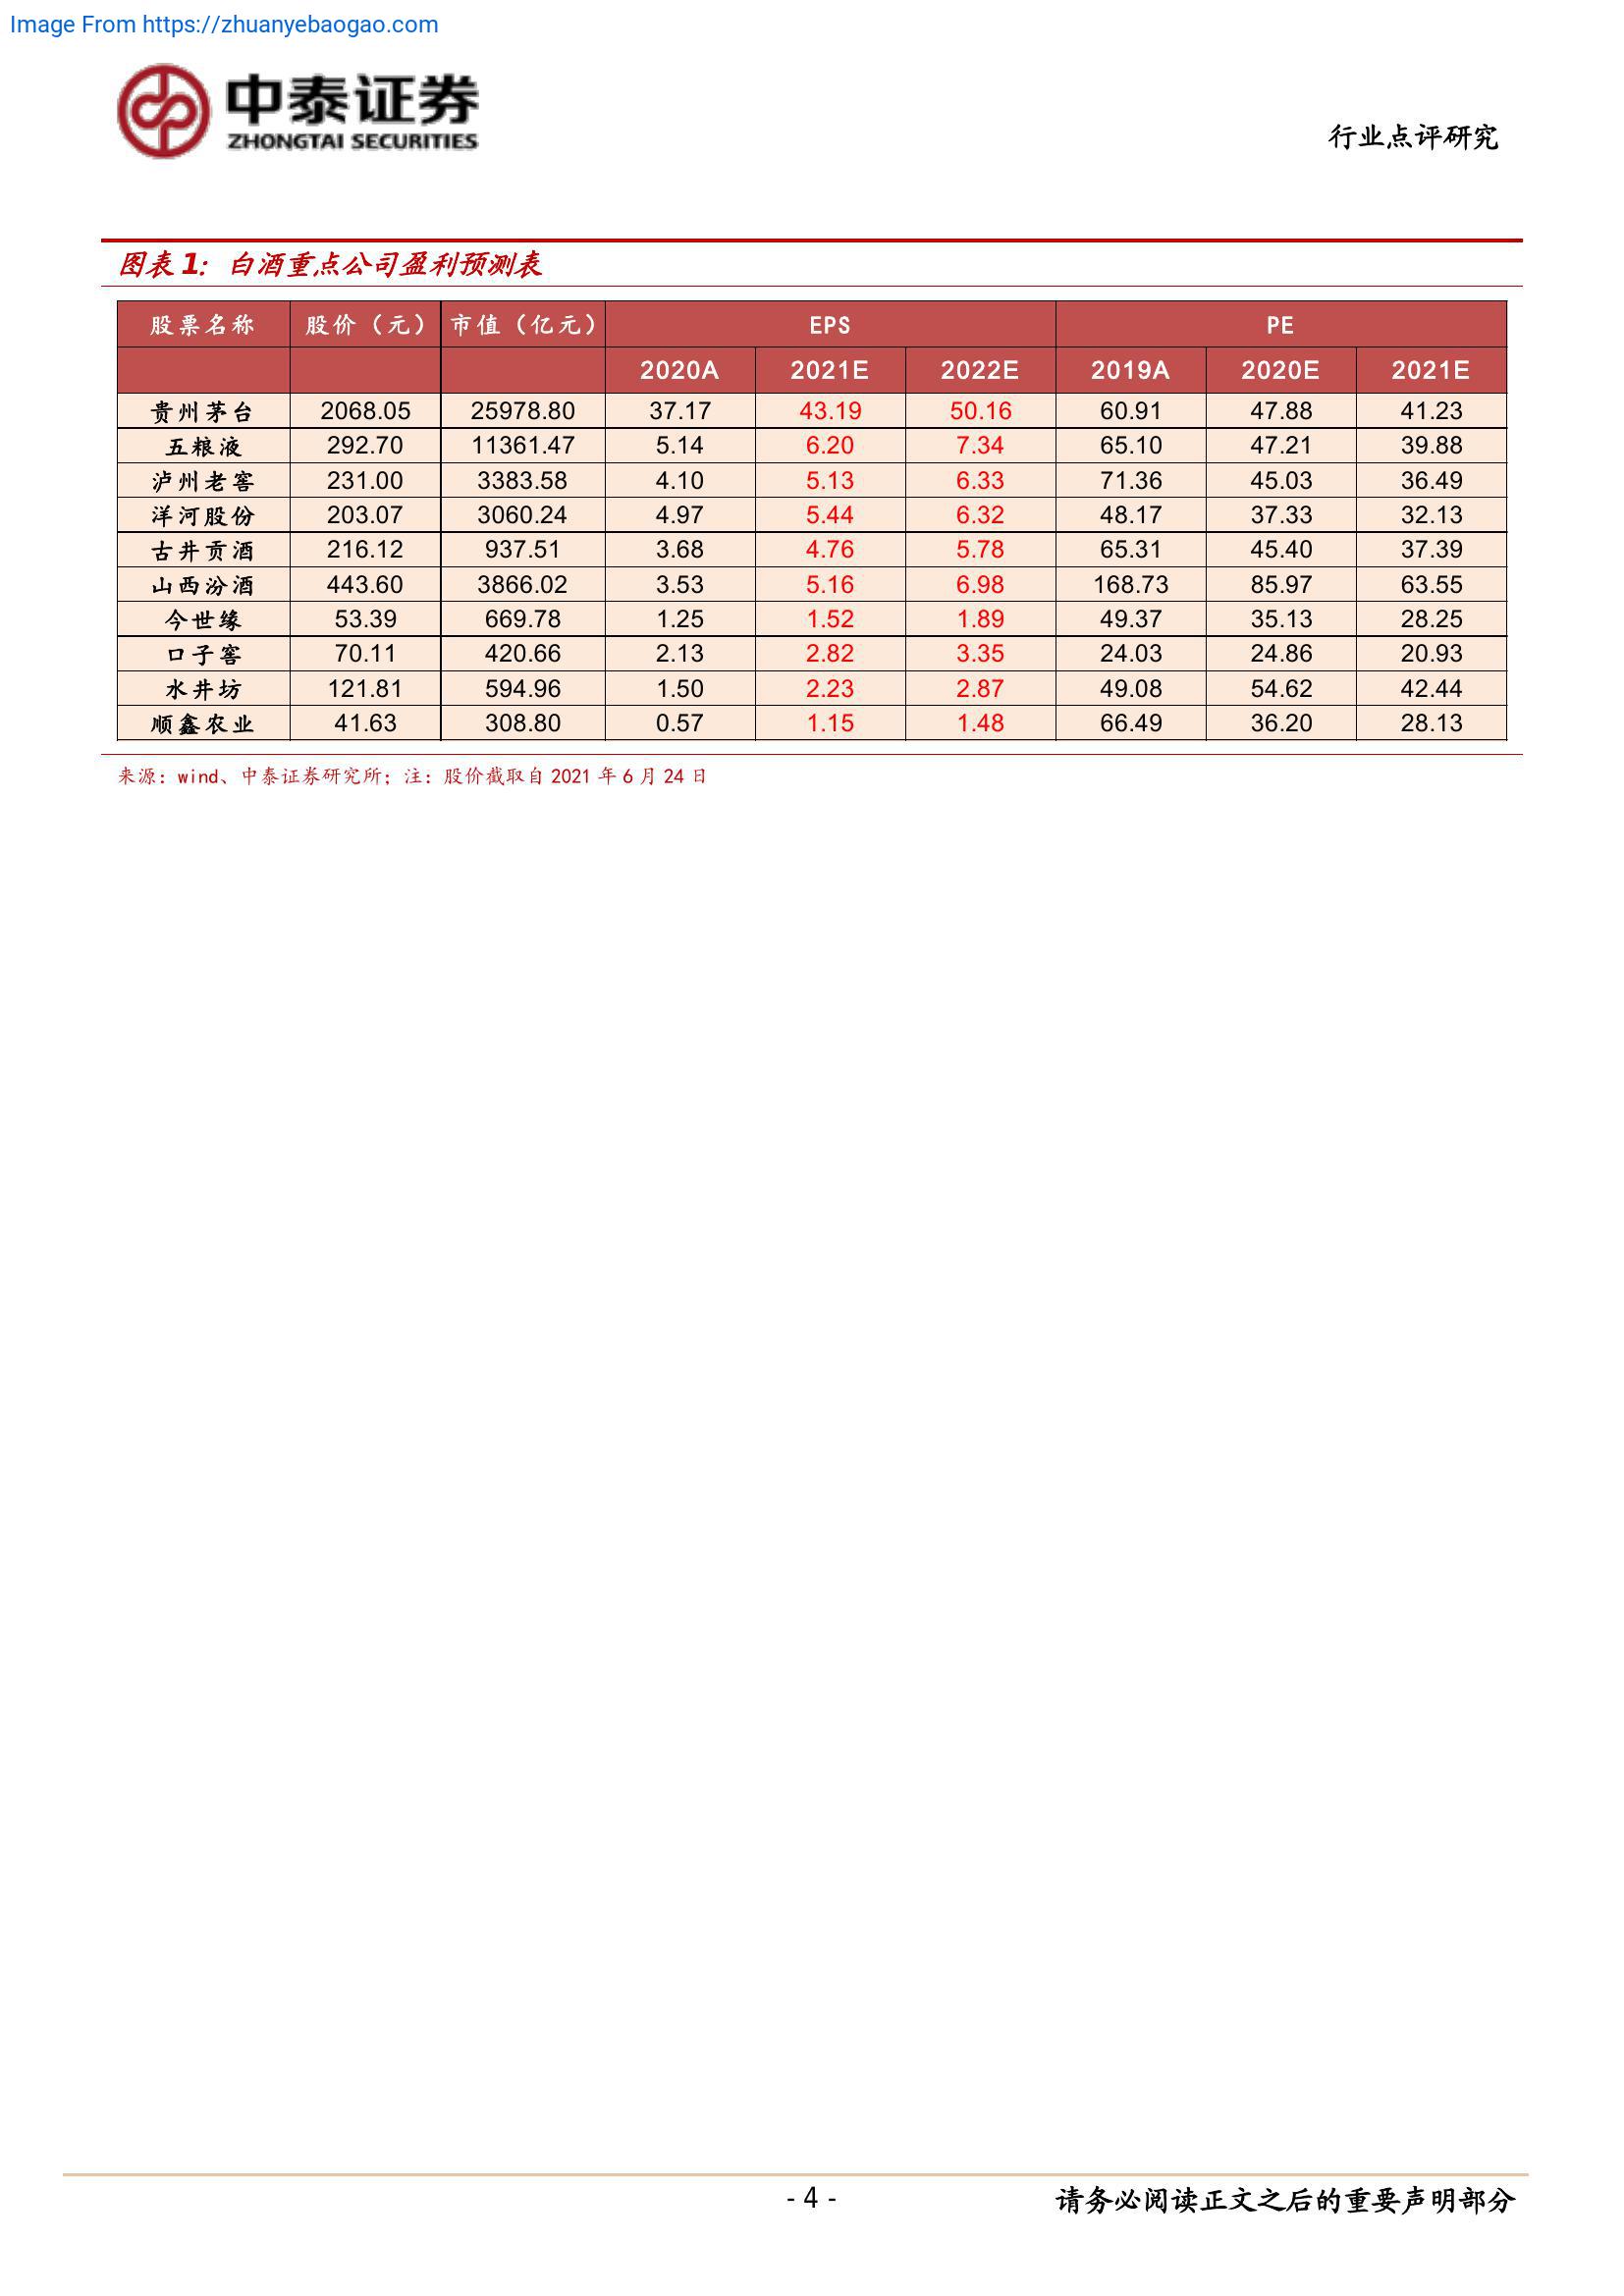 Image From https://zhuanyebaogao.com
中泰证券
ZHONGTAI SECURITIES
行业点评研究
图表 1：白酒重点公司盈利预测表
股票名称 股价（元） 市值（亿元） EPS PE
2020A 2021E 2022E 2019A 2020E 2021E
贵州茅台 2068.05 25978.80 37.17 43.19 50.16 60.91 47.88 41.23
五粮液 292.70 11361.47 5.14 6.20 7.34 65.10 47.21 39.88
泸州老窖 231.00 3383.58 4.10 5.13 6.33 71.36 45.03 36.49
洋河股份 203.07 3060.24 4.97 5.44 6.32 48.17 37.33 32.13
古井贡酒 216.12 937.51 3.68 4.76 5.78 65.31 45.40 37.39
山西汾酒 443.60 3866.02 3.53 5.16 6.98 168.73 85.97 63.55
今世缘 53.39 669.78 1.25 1.52 1.89 49.37 35.13 28.25
口子窖 70.11 420.66 2.13 2.82 3.35 24.03 24.86 20.93
水井坊 121.81 594.96 1.50 2.23 2.87 49.08 54.62 42.44
顺鑫农业 41.63 308.80 0.57 1.15 1.48 66.49 36.20 28.13
来源：wind、中泰证券研究所；注：股价截取自 2021 年 6 月 24 日
- 4 -
请务必阅读正文之后的重要声明部分